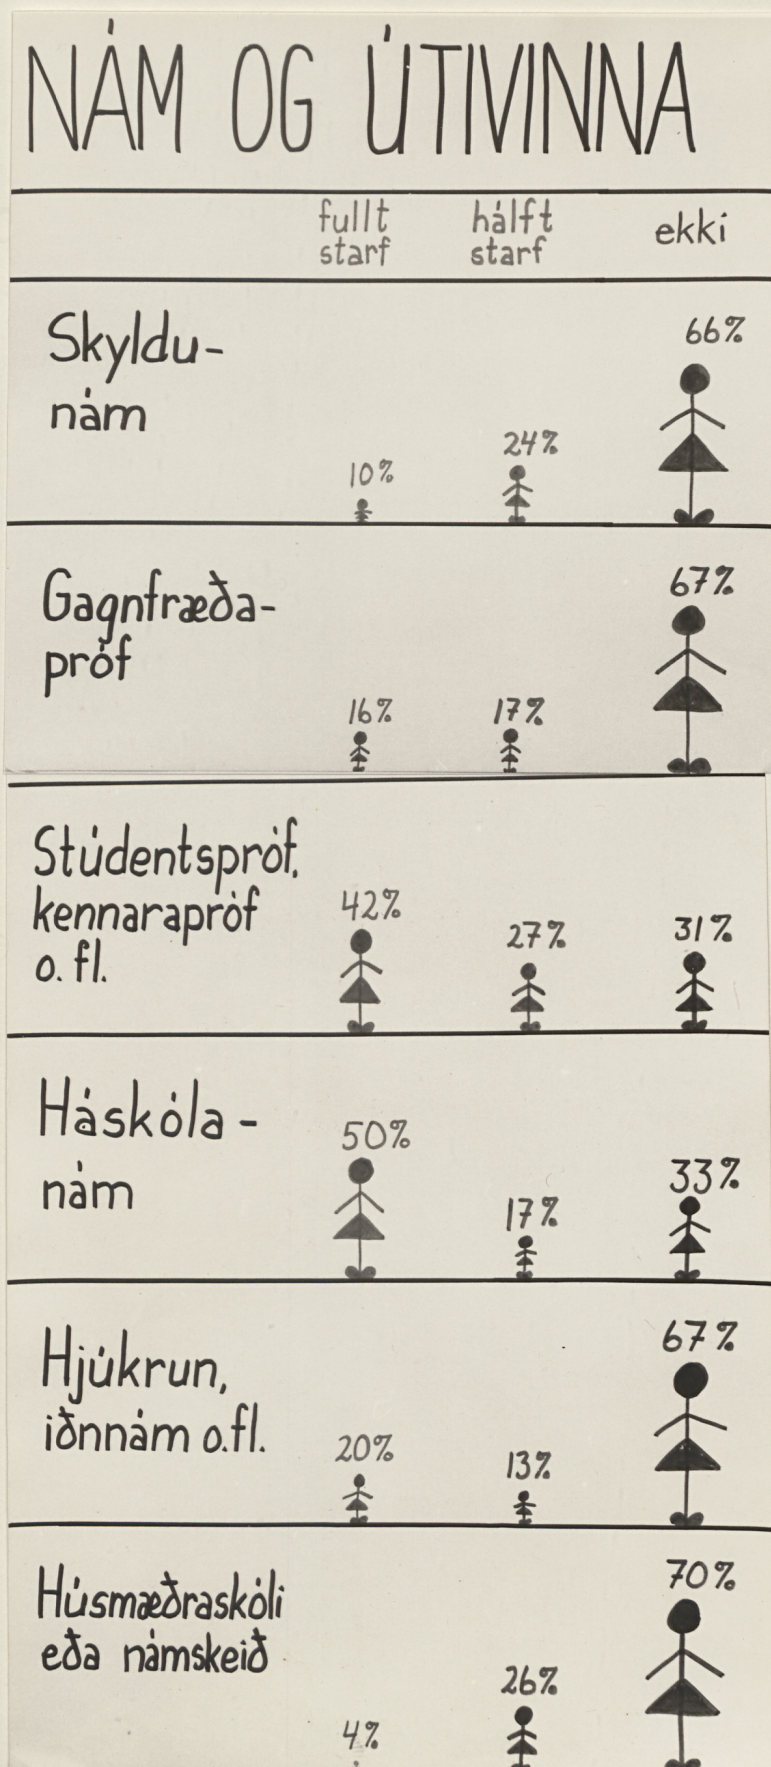 NÁM OG ÚTIVINNA
fullt hálft ekki
starf starf
Skyldu- 66%
nám
10% 24%
Gagnfræða- 67%
próf
16% 17%
Stúdentspróf,
kennarapróf 42% 27% 31%
o. fl.
Háskóla- 50%
nám 17% 33%
Hjúkrun, 67%
iðnnám o.fl. 20% 13%
Húsmæðraskóli 70%
eða námskeið
4% 26%